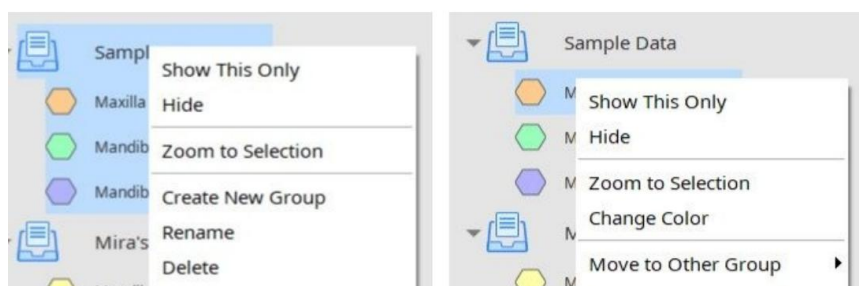 Sampl
Show This Only
Maxilla
Hide
Mandib
Zoom to Selection
Mandib
Create New Group
Mira's
Rename
Delete
Sample Data
M
Show This Only
M
Hide
M
Zoom to Selection
Change Color
M
Move to Other Group